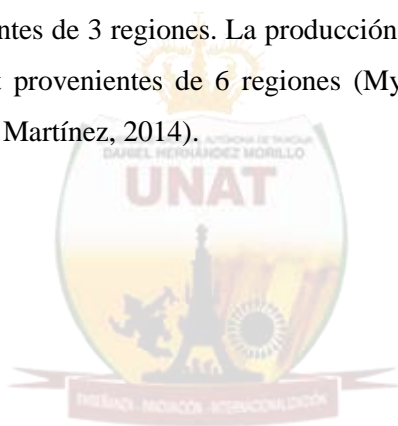 ntes de 3 regiones. La producción
provenientes de 6 regiones (My
Martínez, 2014).
DANIEL HERNÁNDEZ MORILLO
UNAT